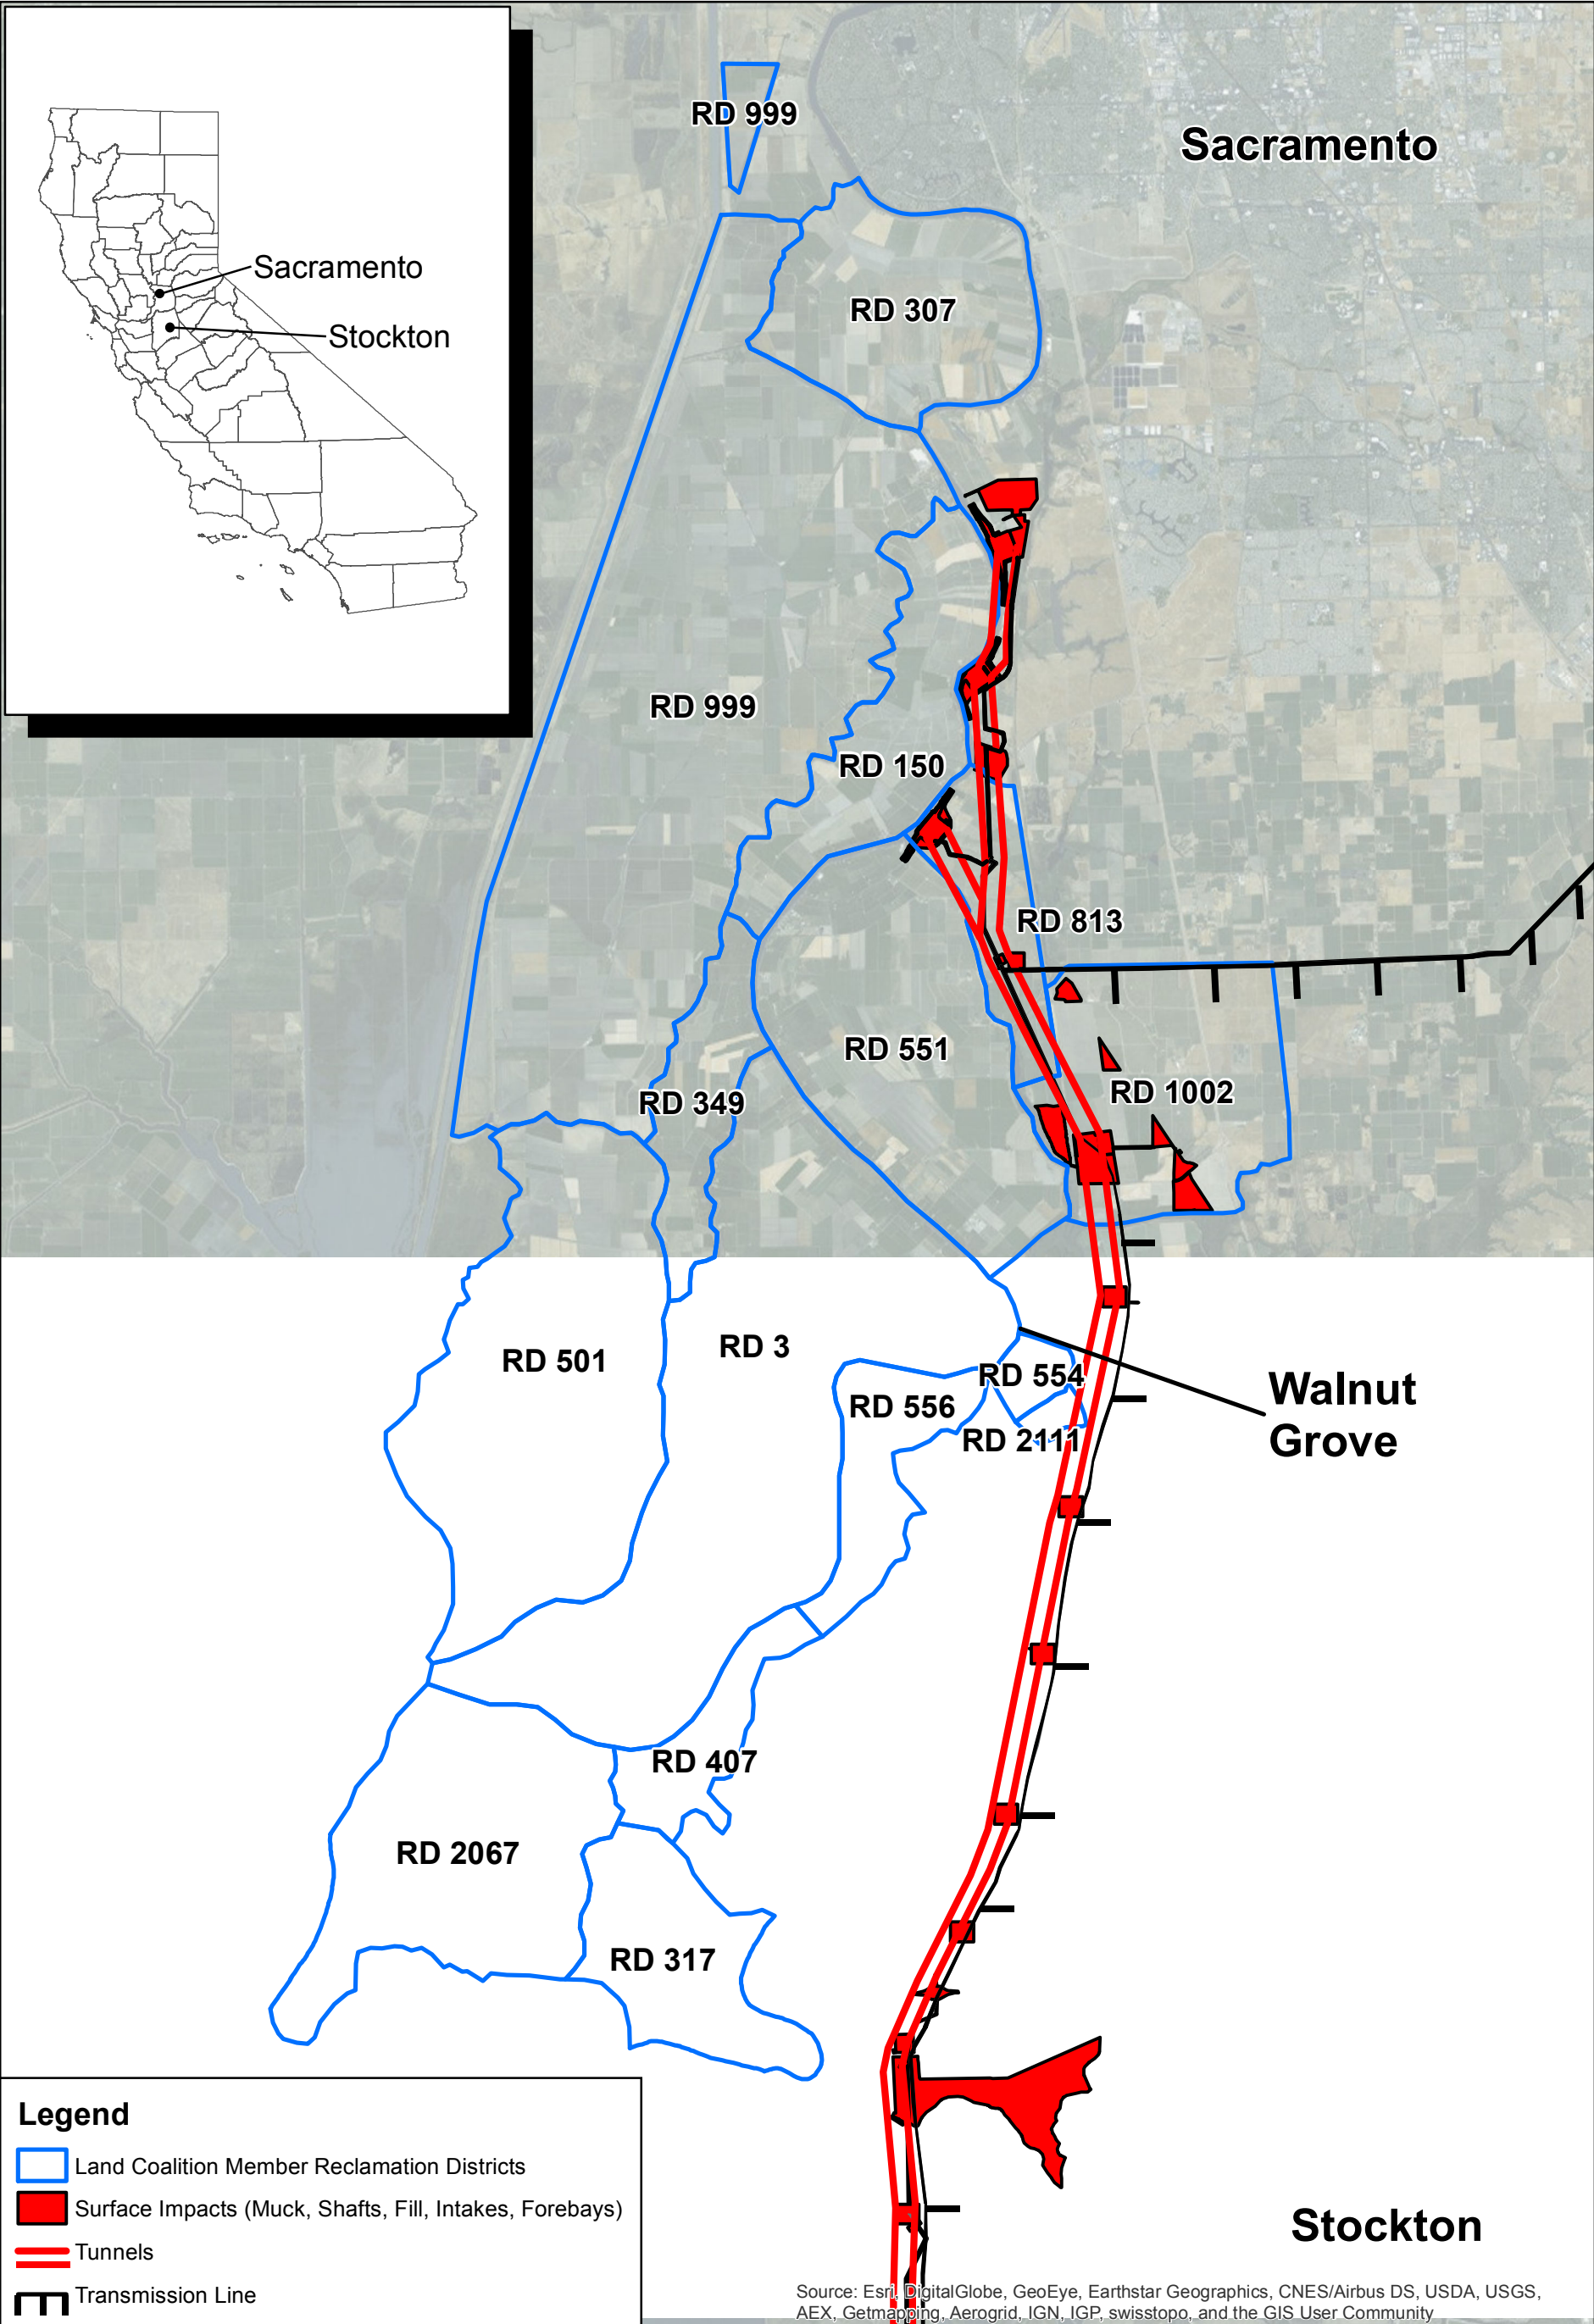 RD 999
Sacramento
Sacramento
Stockton
RD 307
RD 999
RD 150
RD 813
RD 551
RD 1002
RD 349
RD 501
RD 3
RD 554
RD 556
RD 2111
Walnut
Grove
RD 407
RD 2067
RD 317
Legend
Land Coalition Member Reclamation Districts
Surface Impacts (Muck, Shafts, Fill, Intakes, Forebays)
Tunnels
Transmission Line
Stockton
Source: Esri, DigitalGlobe, GeoEye, Earthstar Geographics, CNES/Airbus DS, USDA, USGS,
AEX, Getmapping, Aerogrid, IGN, IGP, swisstopo, and the GIS User Community